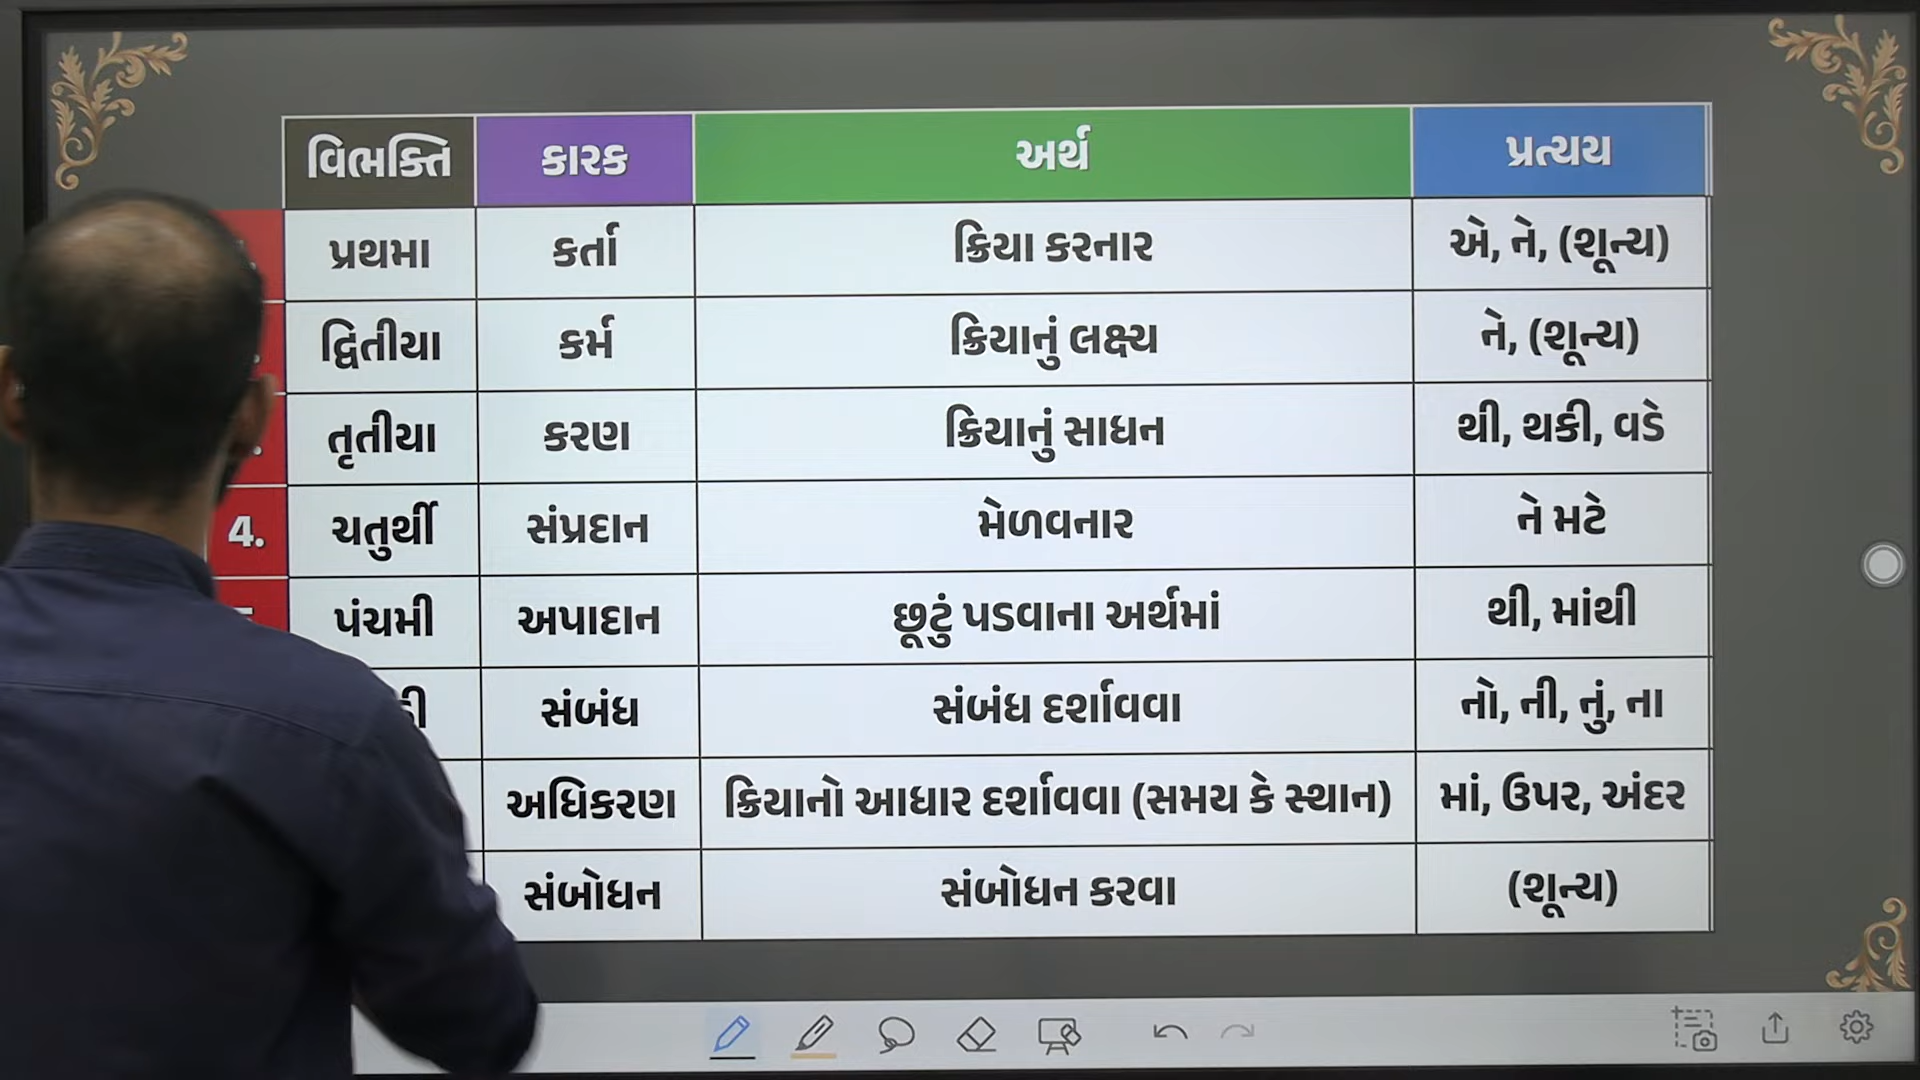 વિભક્તિ કારક અર્થ પ્રત્યય
પ્રથમા કર્તા ક્રિયા કરનાર એ, ને, (શૂન્ય)
દ્વિતીયા કર્મ ક્રિયાનું લક્ષ્ય ને, (શૂન્ય)
તૃતીયા કરણ ક્રિયાનું સાધન થી, થકી, વડે
4. ચતુર્થી સંપ્રદાન મેળવનાર ને મટે
પંચમી અપાદાન છૂટું પડવાના અર્થમાં થી, માંથી
સંબંધ સંબંધ દર્શાવવા નો, ની, નું, ના
અધિકરણ ક્રિયાનો આધાર દર્શાવવા (સમય કે સ્થાન) માં, ઉપર, અંદર
સંબોધન સંબોધન કરવા (શૂન્ય)